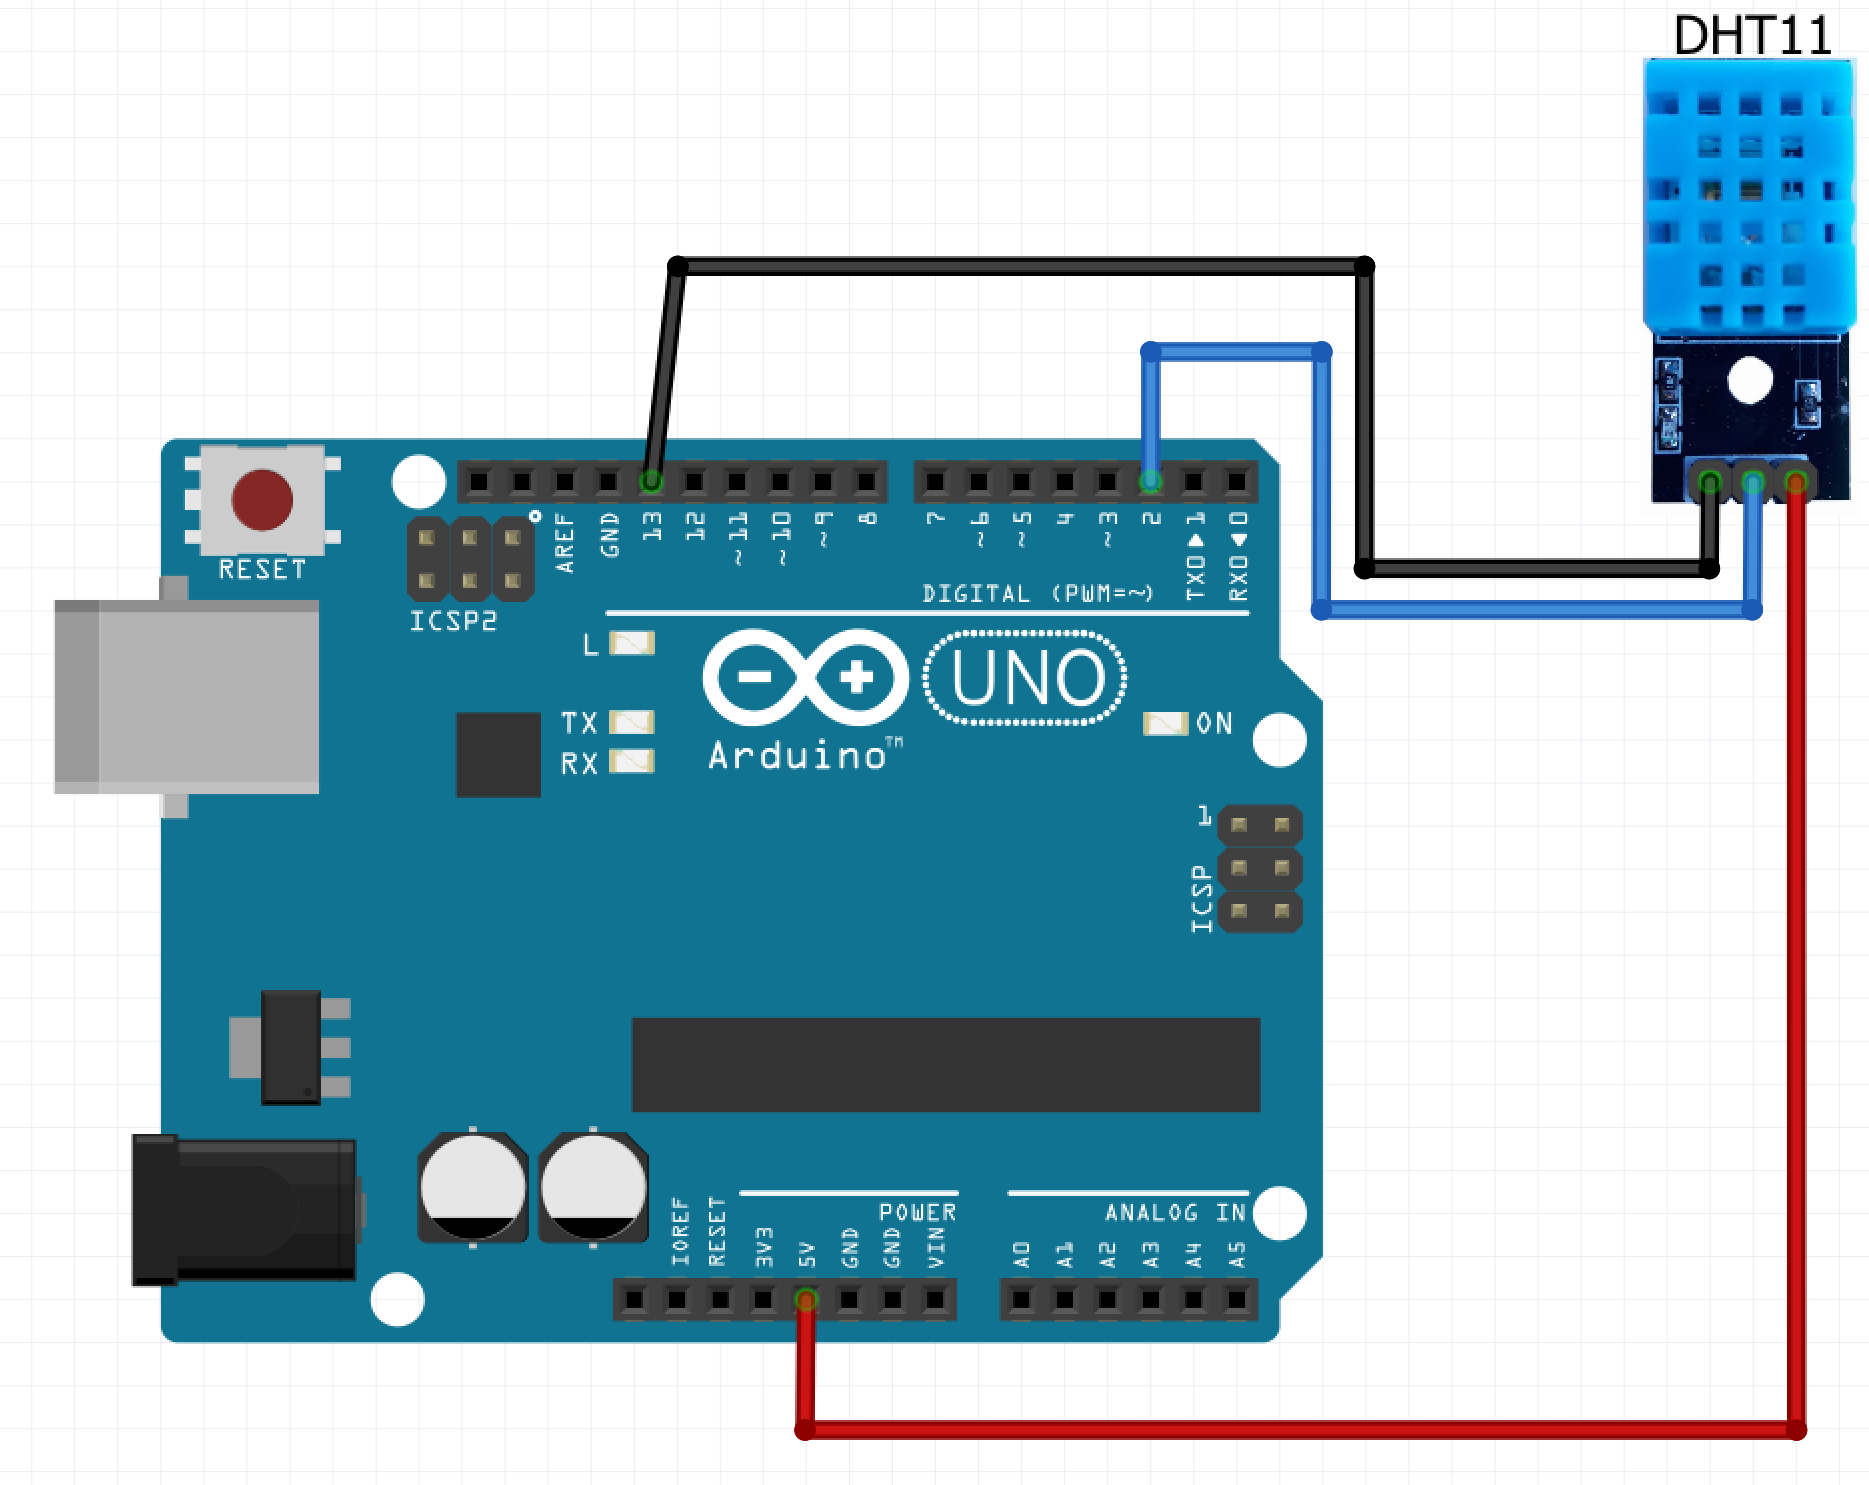 DHT11
RESET
AREF
GND
13
12
~11
~10
~9
8
7
~6
~5
4
~3
2
TX0▶1
RX0◀0
DIGITAL (PWM=~)
ICSP2
L
TX
RX
UNO
Arduino™
ON
1
ICSP
POWER
ANALOG IN
IOREF
RESET
3V3
5V
GND
GND
VIN
A0
A1
A2
A3
A4
A5